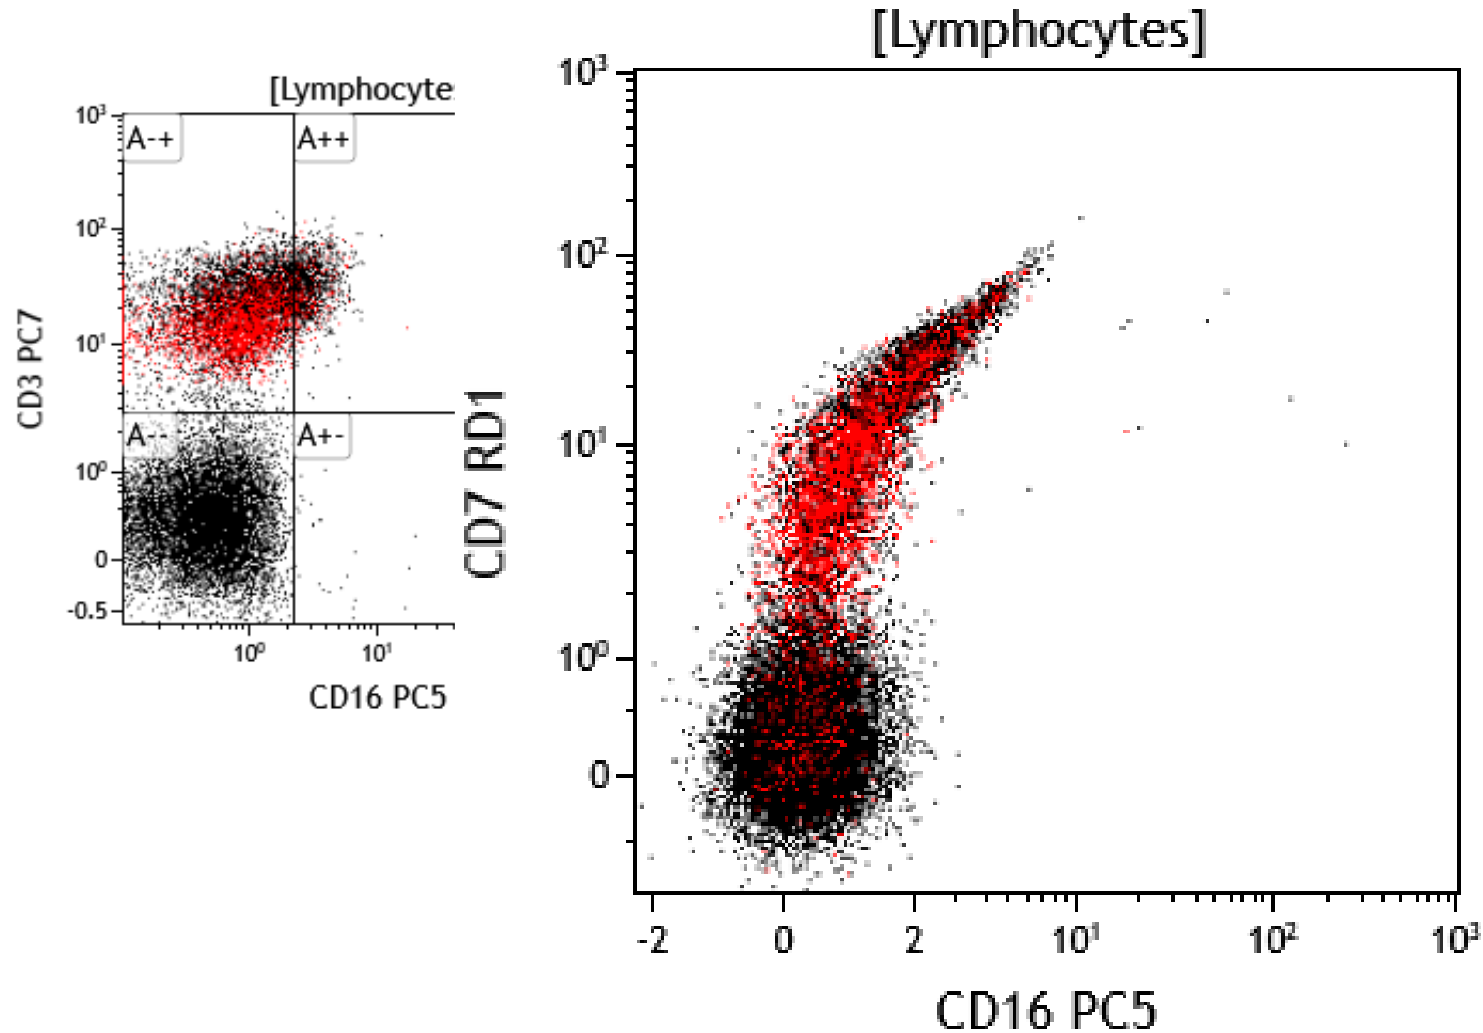 [Lymphocyte
10³
A-+
A++
10²
10¹
A--
A+-
10⁰
0
-0.5
10⁰
10¹
CD3 PC7
CD16 PC5
[Lymphocytes]
10³
10²
10¹
10⁰
0
-2
0
2
10¹
10²
10³
CD7 RD1
CD16 PC5